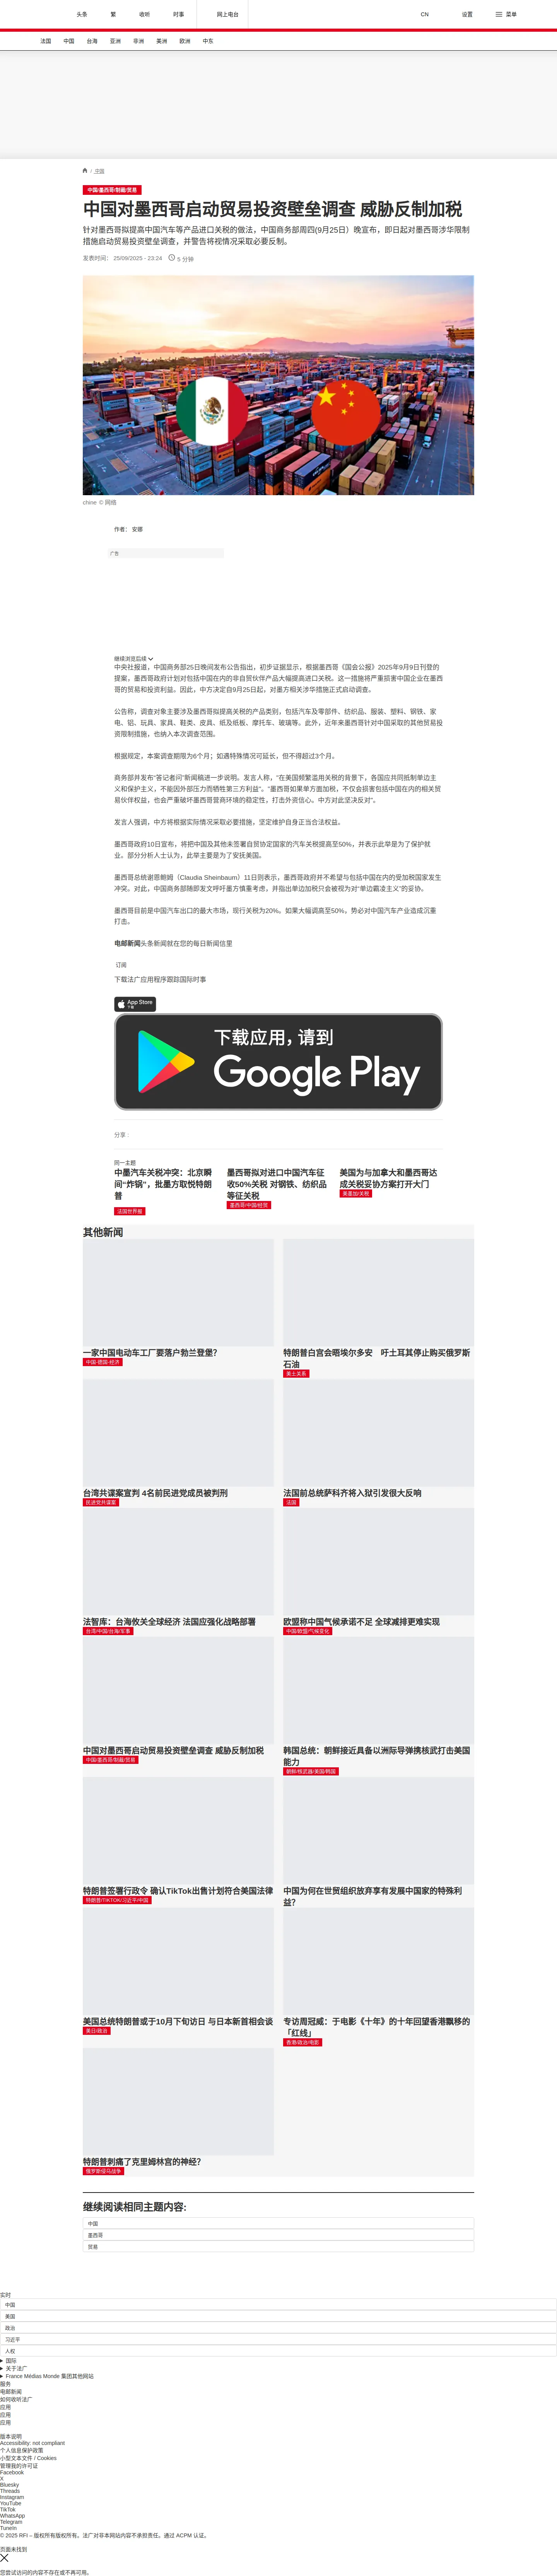 头条
繁
收听
时事
网上电台
CN
设置
菜单
法国
中国
台海
亚洲
非洲
美洲
欧洲
中东
/ 中国
中国/墨西哥/制裁/贸易
中国对墨西哥启动贸易投资壁垒调查 威胁反制加税
针对墨西哥拟提高中国汽车等产品进口关税的做法，中国商务部周四(9月25日）晚宣布，即日起对墨西哥涉华限制
措施启动贸易投资壁垒调查，并警告将视情况采取必要反制。
发表时间： 25/09/2025 - 23:24
5 分钟
chine © 网络
作者： 安娜
广告
继续浏览后续
中央社报道，中国商务部25日晚间发布公告指出，初步证据显示，根据墨西哥《国会公报》2025年9月9日刊登的
提案，墨西哥政府计划对包括中国在内的非自贸伙伴产品大幅提高进口关税。这一措施将严重损害中国企业在墨西
哥的贸易和投资利益。因此，中方决定自9月25日起，对墨方相关涉华措施正式启动调查。
公告称，调查对象主要涉及墨西哥拟提高关税的产品类别，包括汽车及零部件、纺织品、服装、塑料、钢铁、家
电、铝、玩具、家具、鞋类、皮具、纸及纸板、摩托车、玻璃等。此外，近年来墨西哥针对中国采取的其他贸易投
资限制措施，也纳入本次调查范围。
根据规定，本案调查期限为6个月；如遇特殊情况可延长，但不得超过3个月。
商务部并发布"答记者问"新闻稿进一步说明。发言人称，"在美国频繁滥用关税的背景下，各国应共同抵制单边主
义和保护主义，不能因外部压力而牺牲第三方利益"。"墨西哥如果单方面加税，不仅会损害包括中国在内的相关贸
易伙伴权益，也会严重破坏墨西哥营商环境的稳定性，打击外资信心。中方对此坚决反对"。
发言人强调，中方将根据实际情况采取必要措施，坚定维护自身正当合法权益。
墨西哥政府10日宣布，将把中国及其他未签署自贸协定国家的汽车关税提高至50%，并表示此举是为了保护就
业。部分分析人士认为，此举主要是为了安抚美国。
墨西哥总统谢恩鲍姆（Claudia Sheinbaum）11日则表示，墨西哥政府并不希望与包括中国在内的受加税国家发生
冲突。对此，中国商务部随即发文呼吁墨方慎重考虑，并指出单边加税只会被视为对"单边霸凌主义"的妥协。
墨西哥目前是中国汽车出口的最大市场，现行关税为20%。如果大幅调高至50%，势必对中国汽车产业造成沉重
打击。
电邮新闻头条新闻就在您的每日新闻信里
订阅
下载法广应用程序跟踪国际时事
App Store
下载
下载应用，请到
Google Play
分享 :
同一主题
中墨汽车关税冲突：北京瞬
间"炸锅"，批墨方取悦特朗
普
法国世界报
墨西哥拟对进口中国汽车征
收50%关税 对钢铁、纺织品
等征关税
墨西哥/中国/经贸
美国为与加拿大和墨西哥达
成关税妥协方案打开大门
美墨加/关税
其他新闻
一家中国电动车工厂要落户勃兰登堡？
中国-德国-经济
特朗普白宫会晤埃尔多安　吁土耳其停止购买俄罗斯
石油
美土关系
台湾共谍案宣判 4名前民进党成员被判刑
民进党共谍案
法国前总统萨科齐将入狱引发很大反响
法国
法智库：台海攸关全球经济 法国应强化战略部署
台湾/中国/台海/军事
欧盟称中国气候承诺不足 全球减排更难实现
中国/欧盟/气候变化
中国对墨西哥启动贸易投资壁垒调查 威胁反制加税
中国/墨西哥/制裁/贸易
韩国总统：朝鲜接近具备以洲际导弹携核武打击美国
能力
朝鲜/核武器/美国/韩国
特朗普签署行政令 确认TikTok出售计划符合美国法律
特朗普/TIKTOK/习近平/中国
中国为何在世贸组织放弃享有发展中国家的特殊利
益？
美国总统特朗普或于10月下旬访日 与日本新首相会谈
美日/政治
专访周冠威：于电影《十年》的十年回望香港飘移的
「红线」
香港/政治/电影
特朗普刺痛了克里姆林宫的神经？
俄罗斯侵乌战争
继续阅读相同主题内容:
中国
墨西哥
贸易
实时
中国
美国
政治
习近平
人权
国际
关于法广
France Médias Monde 集团其他网站
服务
电邮新闻
如何收听法广
应用
应用
应用
版本说明
Accessibility: not compliant
个人信息保护政策
小型文本文件 / Cookies
管理我的许可证
Facebook
X
Bluesky
Threads
Instagram
YouTube
TikTok
WhatsApp
Telegram
TuneIn
© 2025 RFI – 版权所有版权所有。法广对非本网站内容不承担责任。通过 ACPM 认证。
页面未找到
您尝试访问的内容不存在或不再可用。